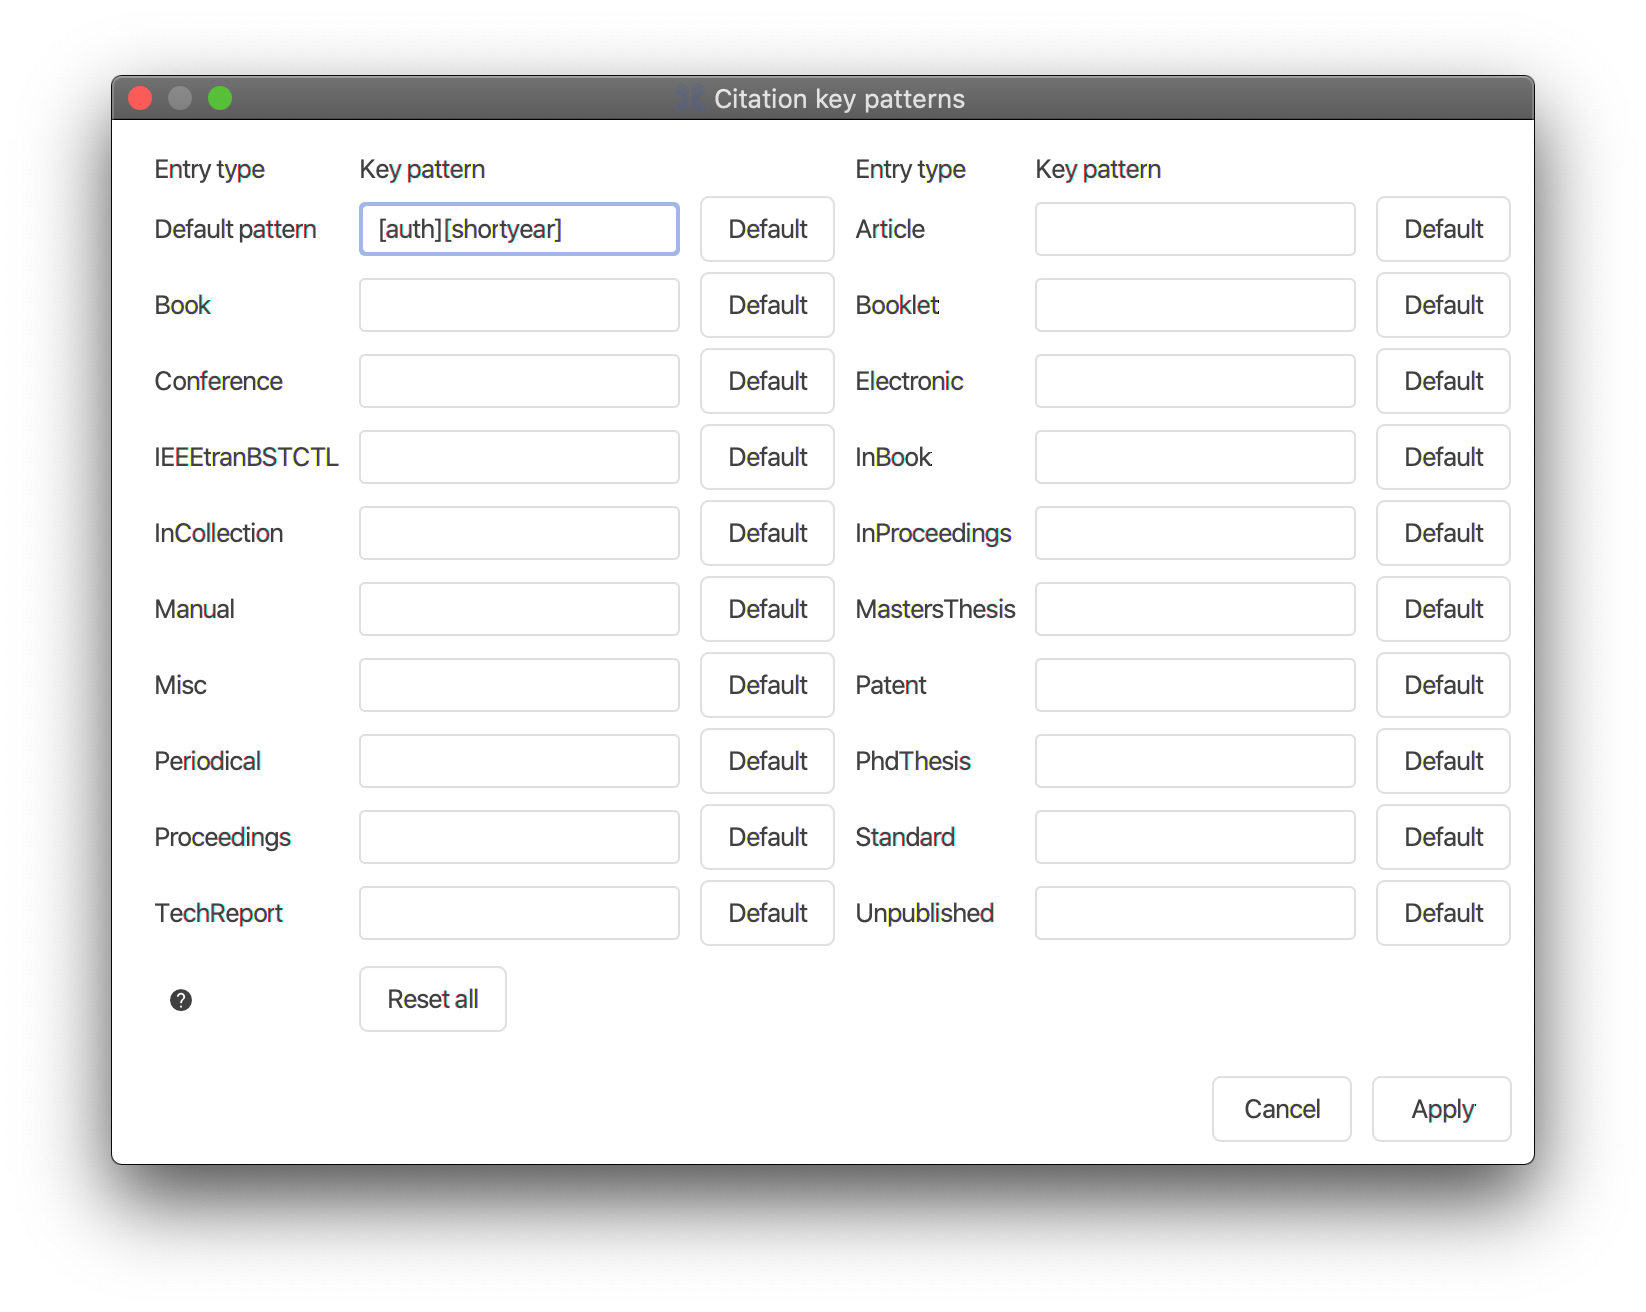 Citation key patterns
Entry type Key pattern Entry type Key pattern
Default pattern [auth][shortyear] Default Article Default
Book Default Booklet Default
Conference Default Electronic Default
IEEEtranBSTCTL Default InBook Default
InCollection Default InProceedings Default
Manual Default MastersThesis Default
Misc Default Patent Default
Periodical Default PhdThesis Default
Proceedings Default Standard Default
TechReport Default Unpublished Default
? Reset all
Cancel Apply